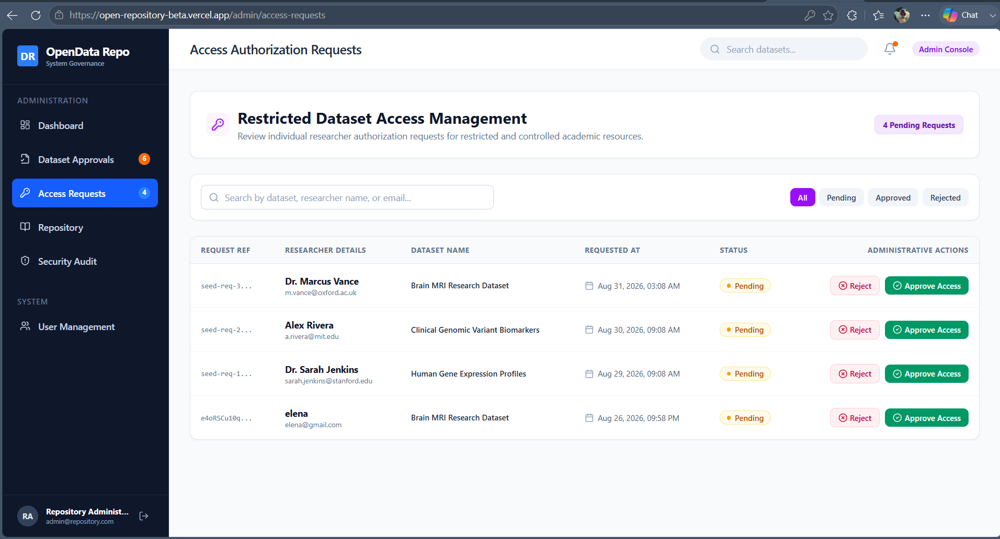 https://open-repository-beta.vercel.app/admin/access-requests
Chat
DR
OpenData Repo
System Governance
ADMINISTRATION
Dashboard
Dataset Approvals 6
Access Requests 4
Repository
Security Audit
SYSTEM
User Management
RA
Repository Administ...
admin@repository.com
Access Authorization Requests
Search datasets...
Admin Console
Restricted Dataset Access Management
Review individual researcher authorization requests for restricted and controlled academic resources.
4 Pending Requests
Search by dataset, researcher name, or email...
All Pending Approved Rejected
REQUEST REF RESEARCHER DETAILS DATASET NAME REQUESTED AT STATUS ADMINISTRATIVE ACTIONS
seed-req-3... Dr. Marcus Vance Brain MRI Research Dataset Aug 31, 2026, 03:08 AM Pending Reject Approve Access
m.vance@oxford.ac.uk
seed-req-2... Alex Rivera Clinical Genomic Variant Biomarkers Aug 30, 2026, 09:08 AM Pending Reject Approve Access
a.rivera@mit.edu
seed-req-1... Dr. Sarah Jenkins Human Gene Expression Profiles Aug 29, 2026, 09:08 AM Pending Reject Approve Access
sarah.jenkins@stanford.edu
e4oRSCu10q... elena Brain MRI Research Dataset Aug 26, 2026, 09:58 PM Pending Reject Approve Access
elena@gmail.com